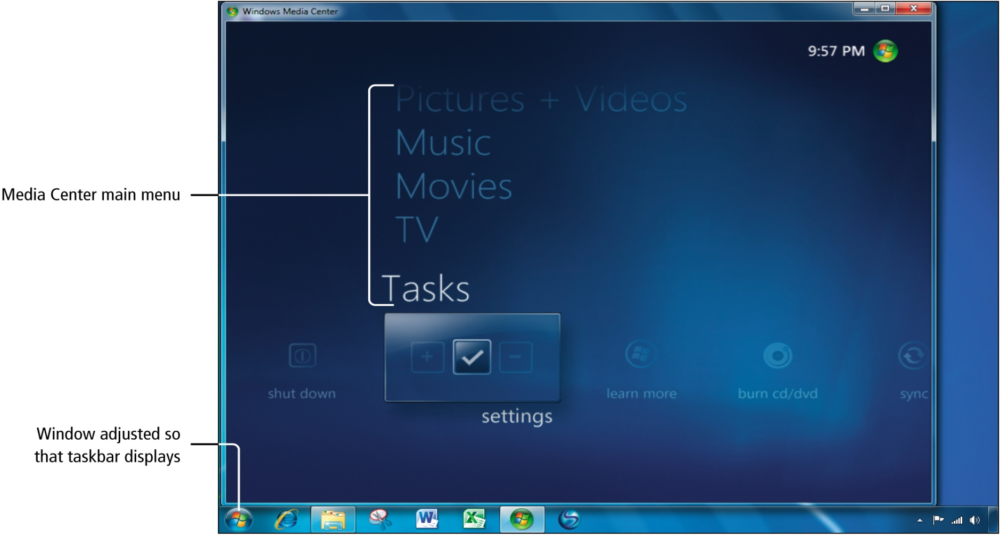 Windows Media Center
9:57 PM
Pictures + Videos
Music
Movies
TV
Tasks
shut down
learn more
burn cd/dvd
sync
settings
Media Center main menu
Window adjusted so
that taskbar displays